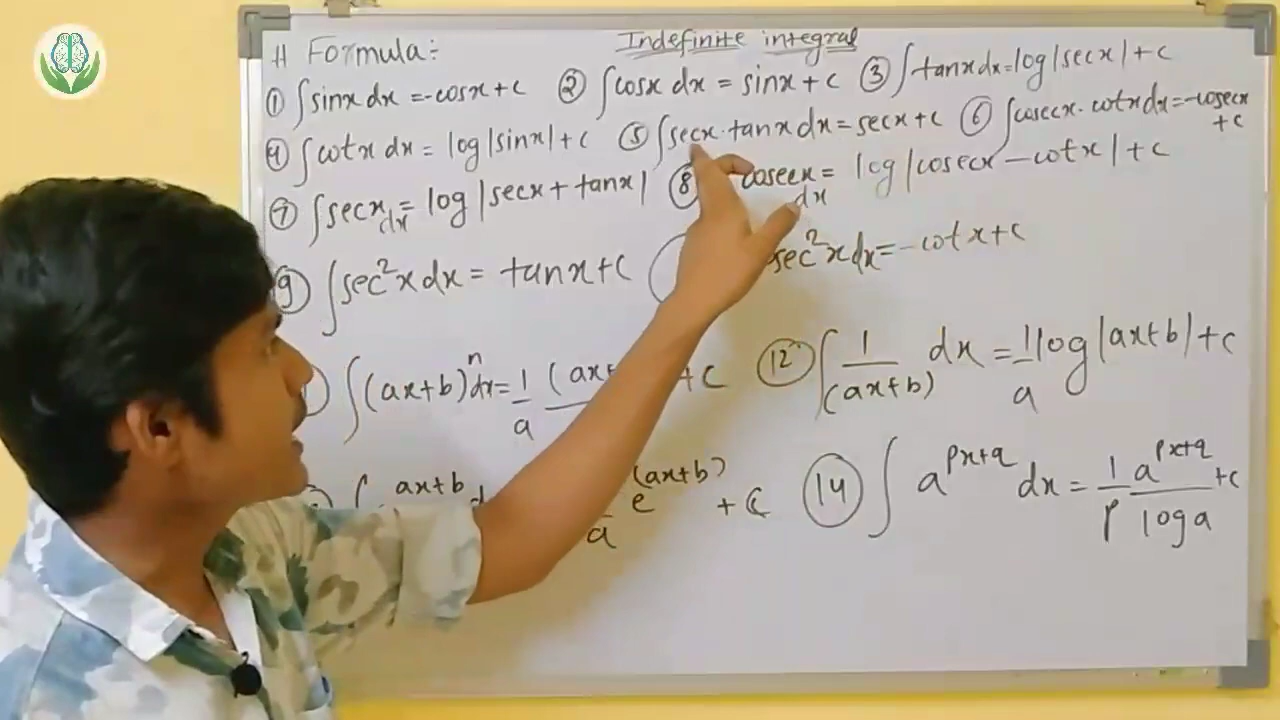 # Formula:
Indefinite integral
① ∫sinx dx = -cosx + c ② ∫cosx dx = sinx + c ③ ∫tanx dx = log|secx| + c
④ ∫cotx dx = log|sinx| + c ⑤ ∫secx·tanx dx = secx + c ⑥ ∫cosecx·cotx dx = -cosecx + c
⑦ ∫secx dx = log|secx + tanx| ⑧ cosecx dx = log|cosecx - cotx| + c
⑨ ∫sec²x dx = tanx + c sec²x dx = -cotx + c
∫(ax+b)ⁿ dx = 1/a (ax + c ⑫ ∫ 1/(ax+b) dx = 1/a log|ax+b| + c
∫ ax+b d a e^(ax+b) + c ⑭ ∫ a^(px+q) dx = 1/p a^(px+q)/log a + c